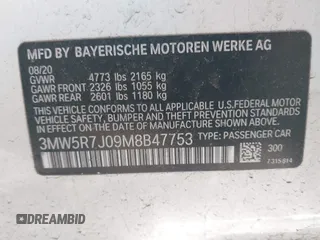 MFD BY BAYERISCHE MOTOREN WERKE AG
08/20
GVWR 4773 lbs 2165 kg
GAWR FRONT 2326 lbs 1055 kg
GAWR REAR 2601 lbs 1180 kg
THIS VEHICLE CONFORMS TO ALL APPLICABLE U.S. FEDERAL
MOTOR VEHICLE SAFETY, BUMPER, AND THEFT PREVENTION
STANDARDS IN EFFECT ON THE DATE OF MANUFACTURE SHOWN ABOVE.
3MW5R7J09M8B47753 TYPE: PASSENGER CAR
300
7315814
BIDHISTORY